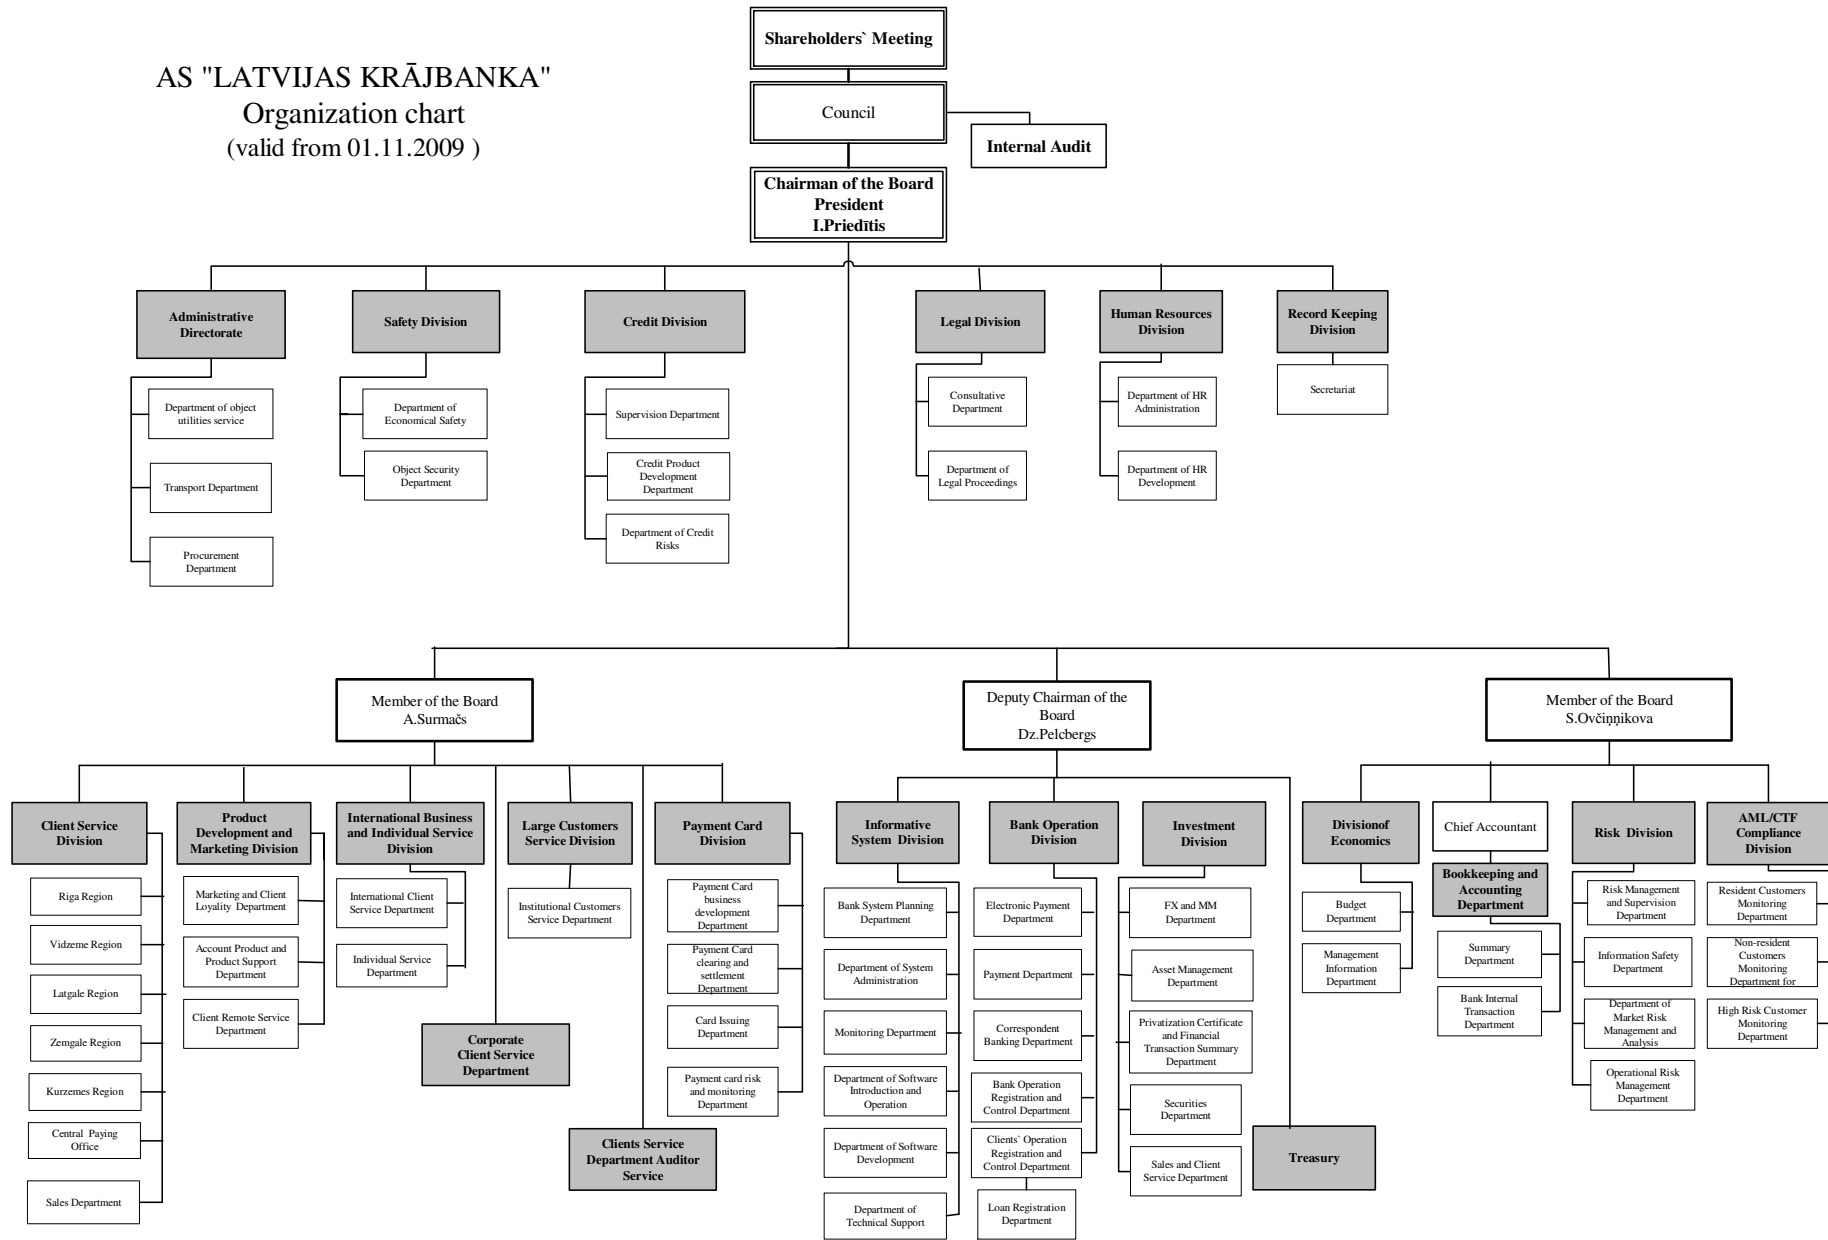 Shareholders` Meeting
AS "LATVIJAS KRĀJBANKA"
Organization chart
(valid from 01.11.2009 )
Council
Internal Audit
Chairman of the Board
President
I.Priedītis
Administrative
Directorate
Safety Division
Credit Division
Legal Division
Human Resources
Division
Record Keeping
Division
Department of object
utilities service
Transport Department
Procurement
Department
Department of
Economical Safety
Object Security
Department
Supervision Department
Credit Product
Development
Department
Department of Credit
Risks
Consultative
Department
Department of
Legal Proceedings
Department of HR
Administration
Department of HR
Development
Secretariat
Member of the Board
A.Surmačs
Deputy Chairman of the
Board
Dz.Pelcbergs
Member of the Board
S.Ovčiņņikova
Client Service
Division
Riga Region
Vidzeme Region
Latgale Region
Zemgale Region
Kurzemes Region
Central Paying
Office
Sales Department
Product
Development and
Marketing Division
Marketing and Client
Loyality Department
Account Product and
Product Support
Department
Client Remote Service
Department
International Business
and Individual Service
Division
International Client
Service Department
Individual Service
Department
Corporate
Client Service
Department
Large Customers
Service Division
Institutional Customers
Service Department
Clients Service
Department Auditor
Service
Payment Card
Division
Payment Card
business
development
Department
Payment Card
clearing and
settlement
Department
Card Issuing
Department
Payment card risk
and monitoring
Department
Informative
System Division
Bank System Planning
Department
Department of System
Administration
Monitoring Department
Department of Software
Introduction and
Operation
Department of Software
Development
Department of
Technical Support
Bank Operation
Division
Electronic Payment
Department
Payment Department
Correspondent
Banking Department
Bank Operation
Registration and
Control Department
Clients` Operation
Registration and
Control Department
Loan Registration
Department
Investment
Division
FX and MM
Department
Asset Management
Department
Privatization Certificate
and Financial
Transaction Summary
Department
Securities
Department
Sales and Client
Service Department
Treasury
Divisionof
Economics
Budget
Department
Management
Information
Department
Chief Accountant
Bookkeeping and
Accounting
Department
Summary
Department
Bank Internal
Transaction
Department
Risk Division
Risk Management
and Supervision
Department
Information Safety
Department
Department of
Market Risk
Management and
Analysis
Operational Risk
Management
Department
AML/CTF
Compliance
Division
Resident Customers
Monitoring
Department
Non-resident
Customers
Monitoring
Department for
High Risk Customer
Monitoring
Department